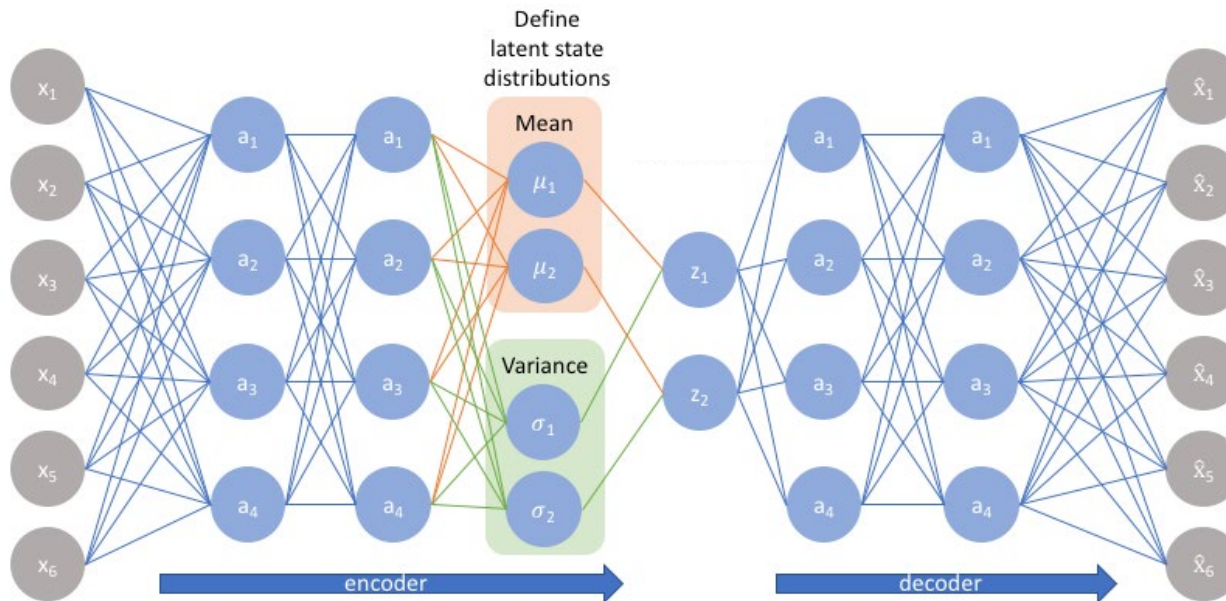 Define
latent state
distributions
x₁
x₂
x₃
x₄
x₅
x₆
a₁
a₂
a₃
a₄
a₁
a₂
a₃
a₄
Mean
μ₁
μ₂
Variance
σ₁
σ₂
z₁
z₂
a₁
a₂
a₃
a₄
a₁
a₂
a₃
a₄
x̂₁
x̂₂
x̂₃
x̂₄
x̂₅
x̂₆
encoder
decoder